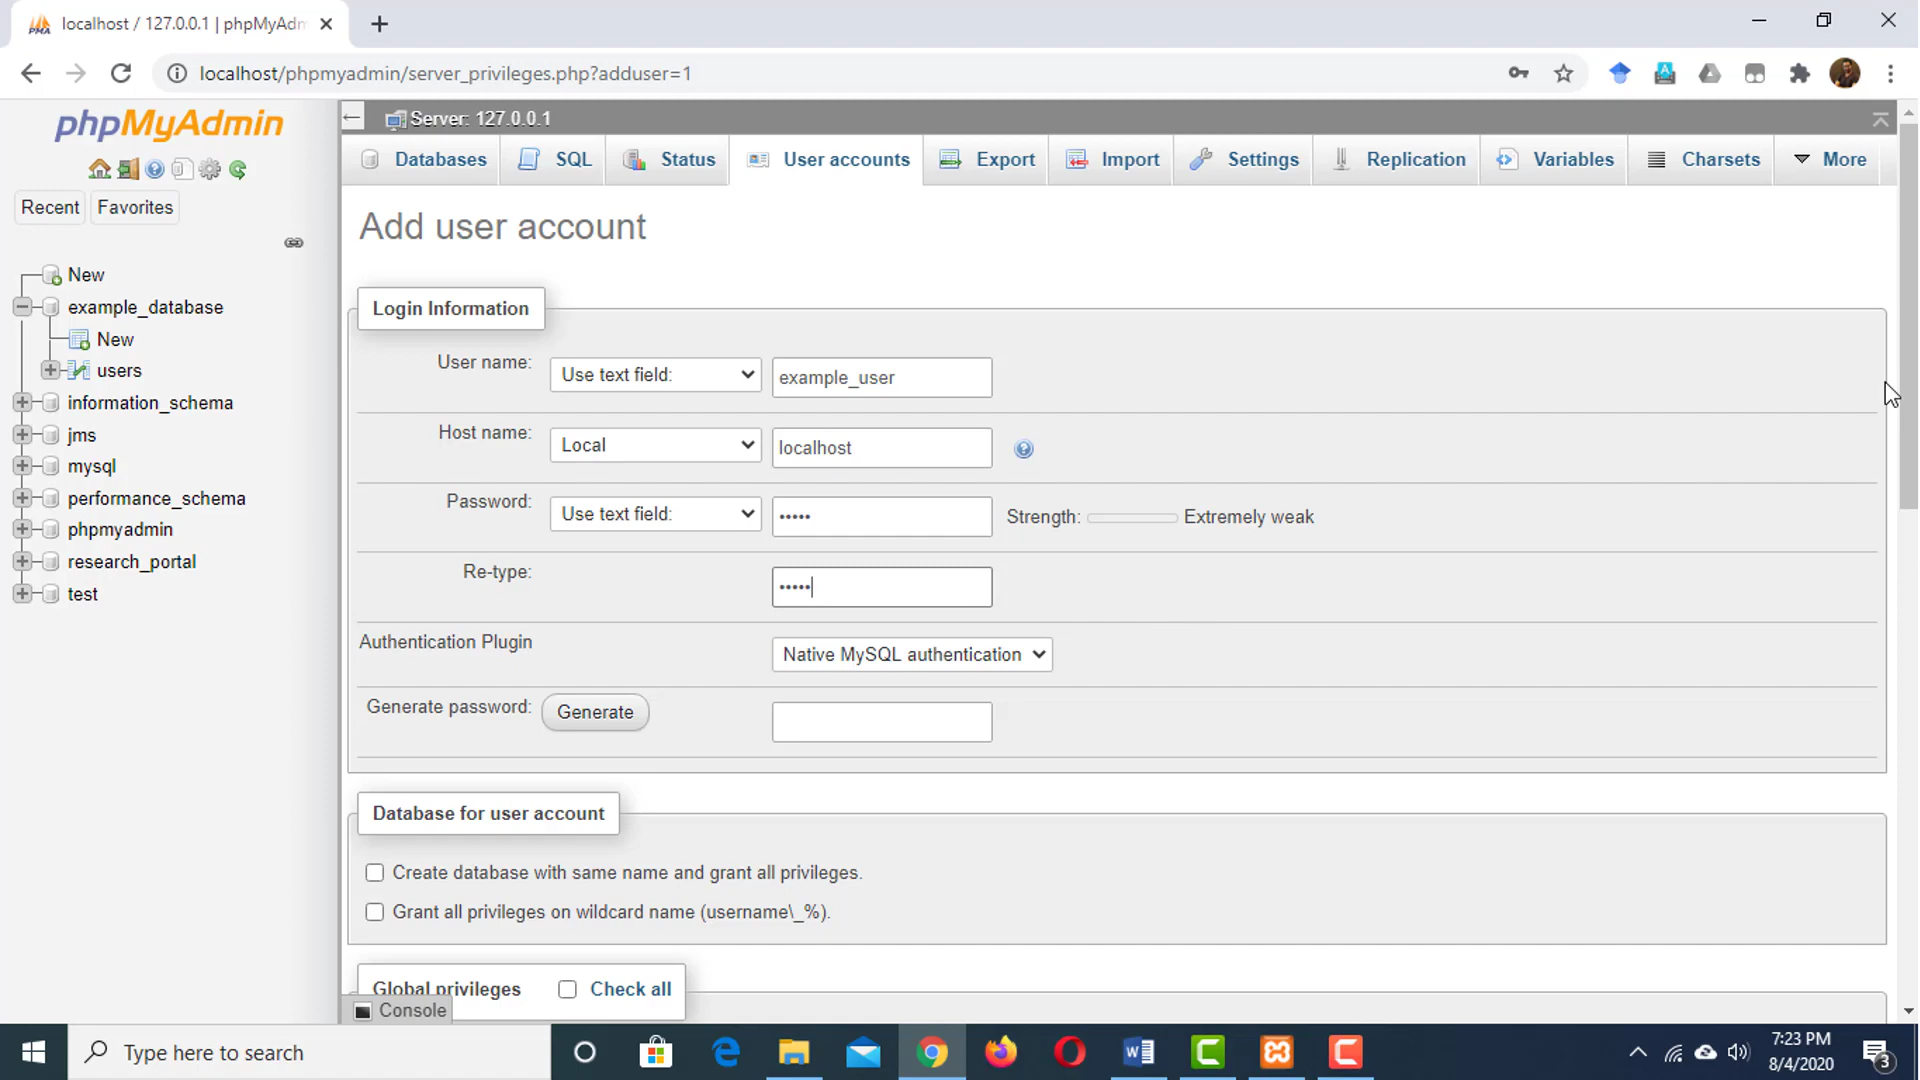 localhost / 127.0.0.1 | phpMyAdm
localhost/phpmyadmin/server_privileges.php?adduser=1
phpMyAdmin
Server: 127.0.0.1
Databases SQL Status User accounts Export Import Settings Replication Variables Charsets More
Recent Favorites
New
example_database
New
users
information_schema
jms
mysql
performance_schema
phpmyadmin
research_portal
test
Add user account
Login Information
User name: Use text field: example_user
Host name: Local localhost
Password: Use text field: ••••• Strength: Extremely weak
Re-type: •••••
Authentication Plugin Native MySQL authentication
Generate password: Generate
Database for user account
Create database with same name and grant all privileges.
Grant all privileges on wildcard name (username\_%).
Global privileges Check all
Console
Type here to search
7:23 PM
8/4/2020
3